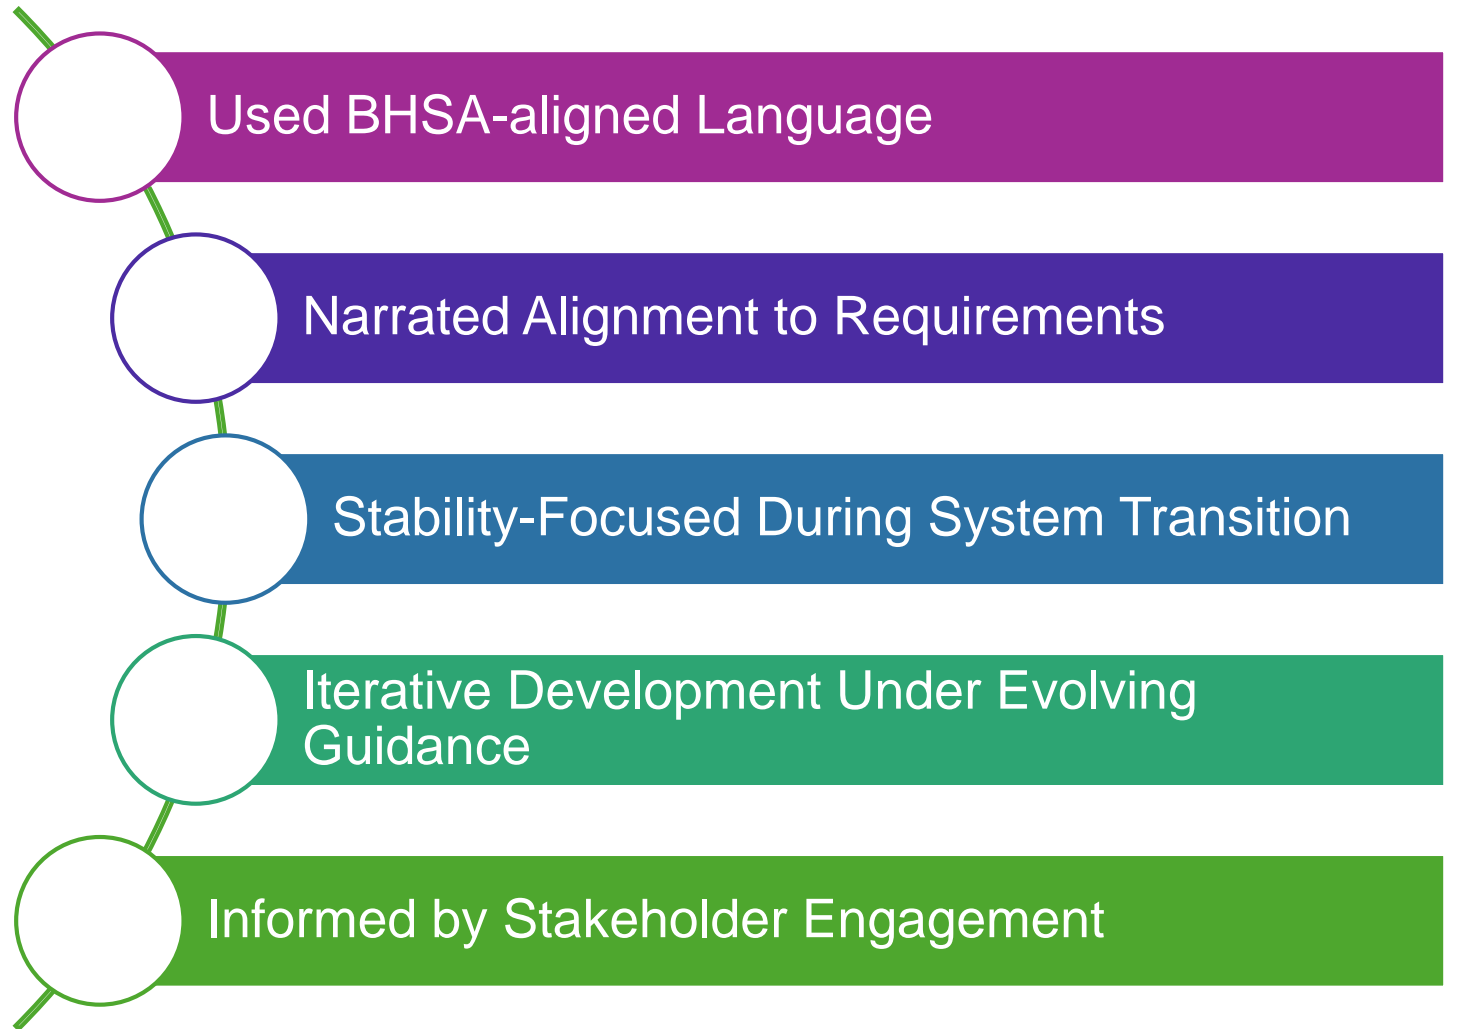 Used BHSA-aligned Language
Narrated Alignment to Requirements
Stability-Focused During System Transition
Iterative Development Under Evolving
Guidance
Informed by Stakeholder Engagement